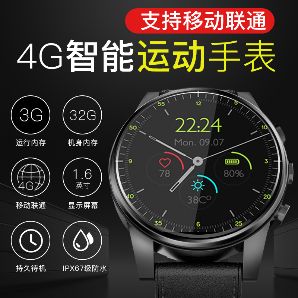 支持移动联通
4G智能运动手表
3G
运行内存
32G
机身内存
4G
移动联通
1.6
英寸
显示屏幕
持久待机
IPX67级防水
22:24
Mon. 09.07
78
80%
38C°